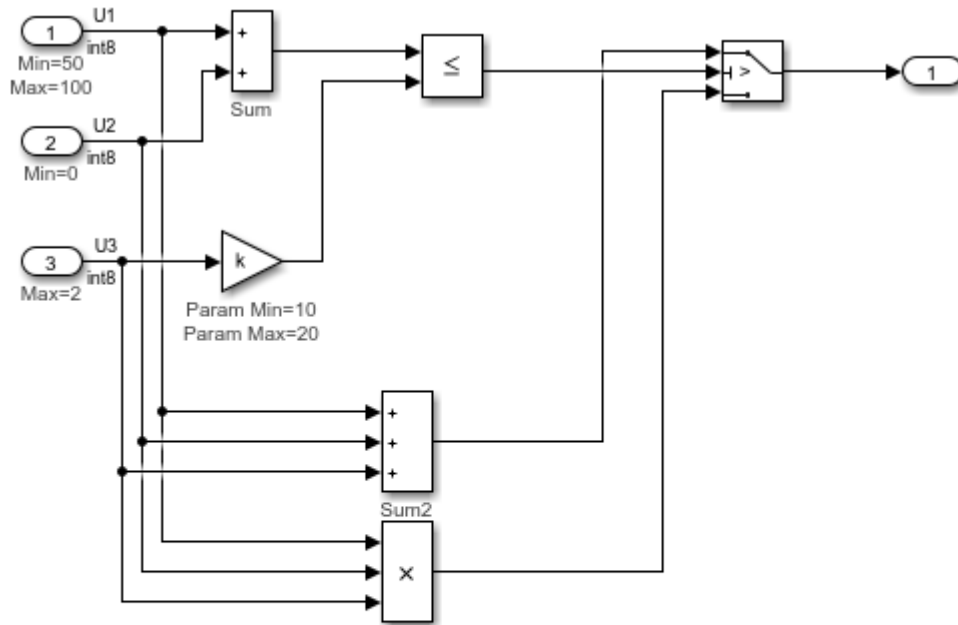 U1
1
int8
Min=50
Max=100
+
+
Sum
≤
>
1
U2
2
int8
Min=0
U3
3
int8
Max=2
k
Param Min=10
Param Max=20
+
+
+
Sum2
×